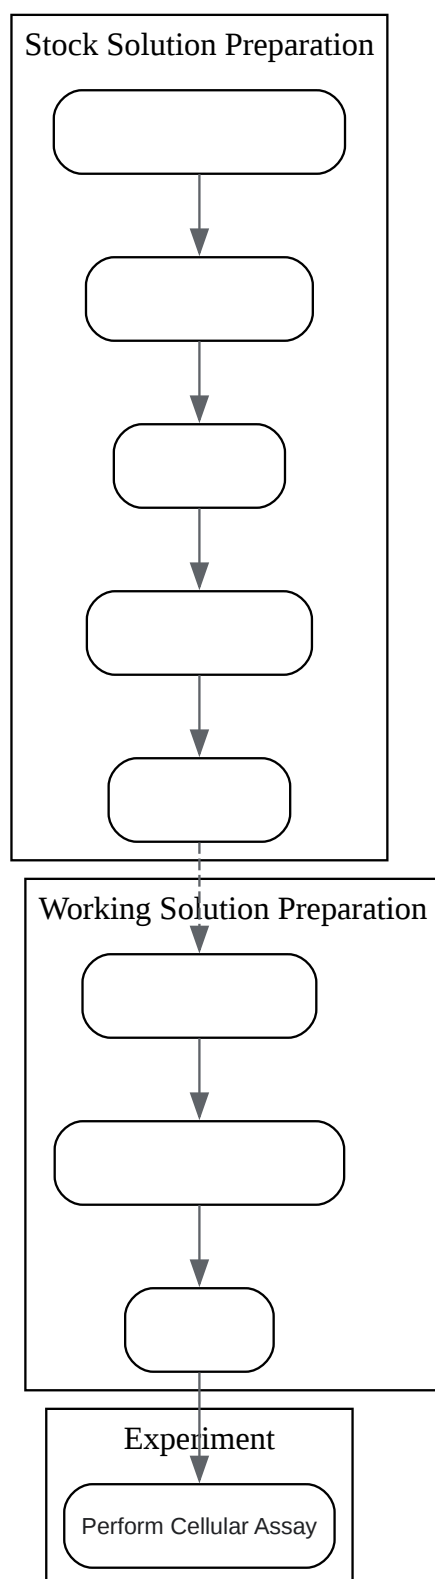 Stock Solution Preparation
Working Solution Preparation
Experiment
Perform Cellular Assay